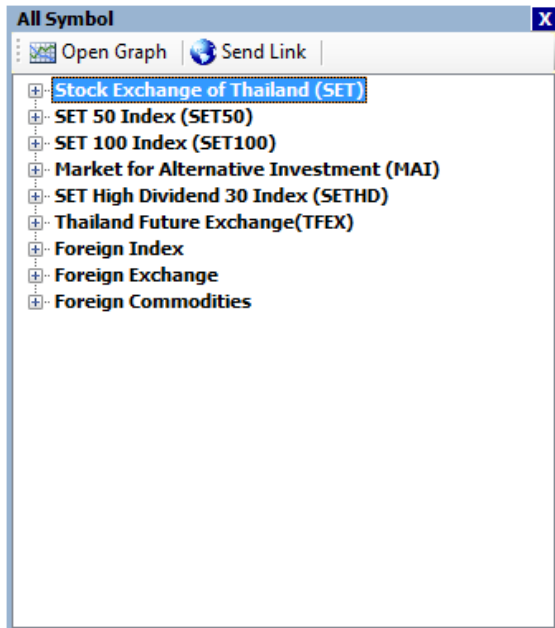 All Symbol
Open Graph Send Link
Stock Exchange of Thailand (SET)
SET 50 Index (SET50)
SET 100 Index (SET100)
Market for Alternative Investment (MAI)
SET High Dividend 30 Index (SETHD)
Thailand Future Exchange(TFEX)
Foreign Index
Foreign Exchange
Foreign Commodities